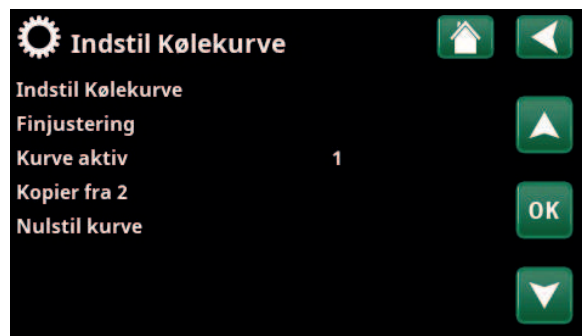 Indstil Kølekurve
Indstil Kølekurve
Finjustering
Kurve aktiv 1
Kopier fra 2
Nulstil kurve
OK